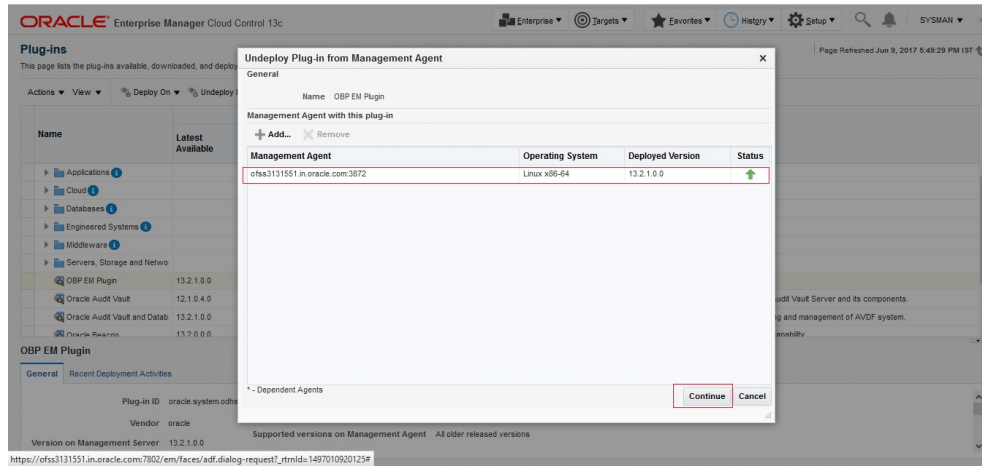 ORACLE Enterprise Manager Cloud Control 13c
Enterprise Targets Favorites History Setup SYSMAN
Plug-ins
Page Refreshed Jun 9, 2017 5:49:29 PM IST
This page lists the plug-ins available, downloaded, and deploy
Actions View Deploy On Undeploy
Name
Latest Available
Applications
Cloud
Databases
Engineered Systems
Middleware
Servers, Storage and Netwo
OBP EM Plugin 13.2.1.0.0
Oracle Audit Vault 12.1.0.4.0
udit Vault Server and its components.
Oracle Audit Vault and Datab 13.2.1.0.0
ng and management of AVDF system.
Oracle Beacon 13.2.0.0.0
Undeploy Plug-in from Management Agent
General
Name OBP EM Plugin
Management Agent with this plug-in
Add... Remove
Management Agent Operating System Deployed Version Status
ofss3131551.in.oracle.com:3872 Linux x86-64 13.2.1.0.0
* - Dependent Agents
Continue Cancel
OBP EM Plugin
General Recent Deployment Activities
Plug-in ID oracle.system.odhs
Vendor oracle
Version on Management Server 13.2.1.0.0
Supported versions on Management Agent All older released versions
https://ofss3131551.in.oracle.com:7802/em/faces/adf.dialog-request?_rtrnId=1497010920125#